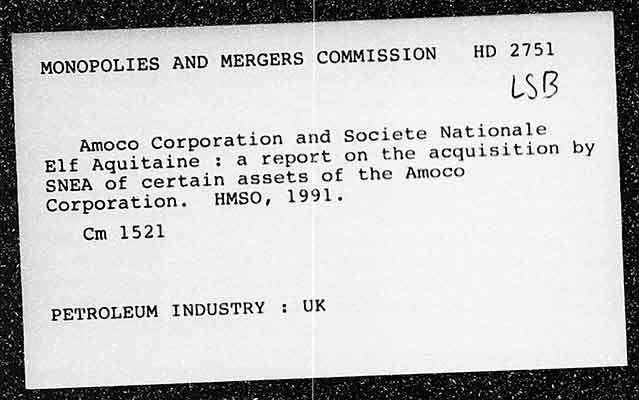 MONOPOLIES AND MERGERS COMMISSION HD 2751
LSB
Amoco Corporation and Societe Nationale
Elf Aquitaine : a report on the acquisition by
SNEA of certain assets of the Amoco
Corporation. HMSO, 1991.
Cm 1521
PETROLEUM INDUSTRY : UK